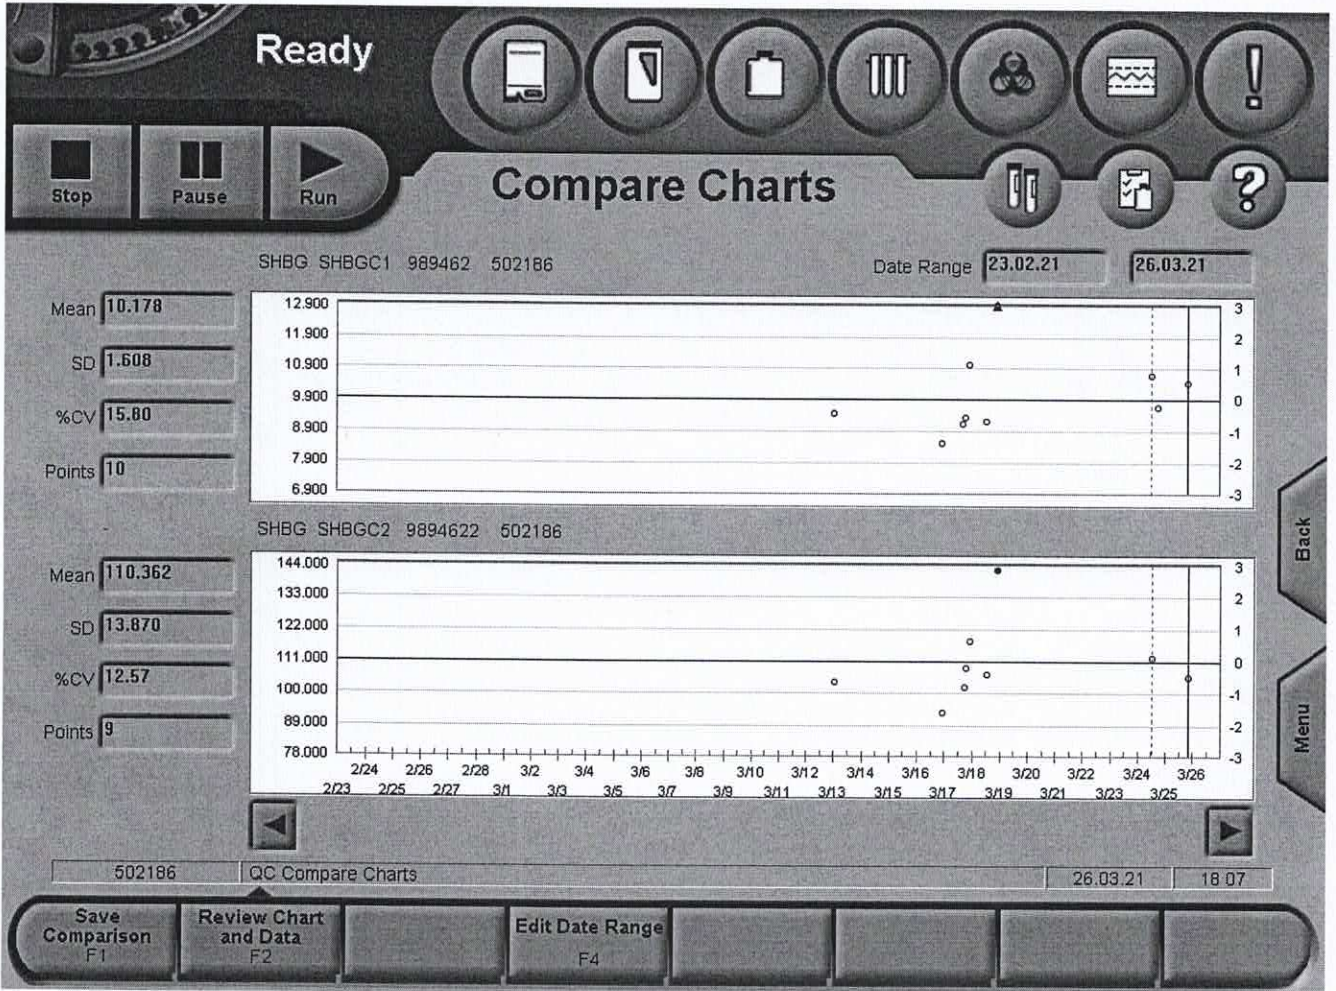 Ready
Stop Pause Run
Compare Charts
SHBG SHBGC1 989462 502186
Date Range 23.02.21 26.03.21
Mean 10.178
SD 1.608
%CV 15.80
Points 10
12.900 3
11.900 2
10.900 1
9.900 0
8.900 -1
7.900 -2
6.900 -3
SHBG SHBGC2 9894622 502186
Mean 110.362
SD 13.870
%CV 12.57
Points 9
144.000 3
133.000 2
122.000 1
111.000 0
100.000 -1
89.000 -2
78.000 -3
2/24 2/26 2/28 3/2 3/4 3/6 3/8 3/10 3/12 3/14 3/16 3/18 3/20 3/22 3/24 3/26
2/23 2/25 2/27 3/1 3/3 3/5 3/7 3/9 3/11 3/13 3/15 3/17 3/19 3/21 3/23 3/25
Back
Menu
502186 QC Compare Charts 26.03.21 18 07
Save
Comparison
F1
Review Chart
and Data
F2
Edit Date Range
F4